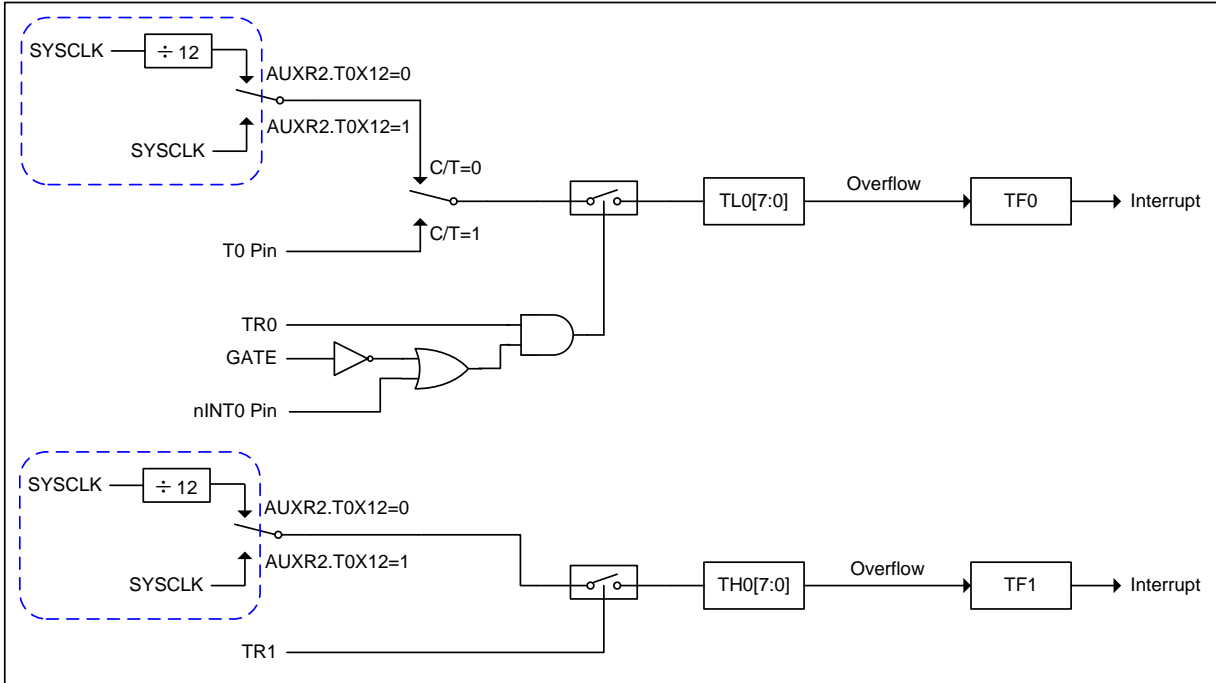 SYSCLK
÷ 12
AUXR2.T0X12=0
AUXR2.T0X12=1
SYSCLK
C/T=0
C/T=1
T0 Pin
TL0[7:0]
Overflow
TF0
Interrupt
TR0
GATE
nINT0 Pin
SYSCLK
÷ 12
AUXR2.T0X12=0
AUXR2.T0X12=1
SYSCLK
TH0[7:0]
Overflow
TF1
Interrupt
TR1